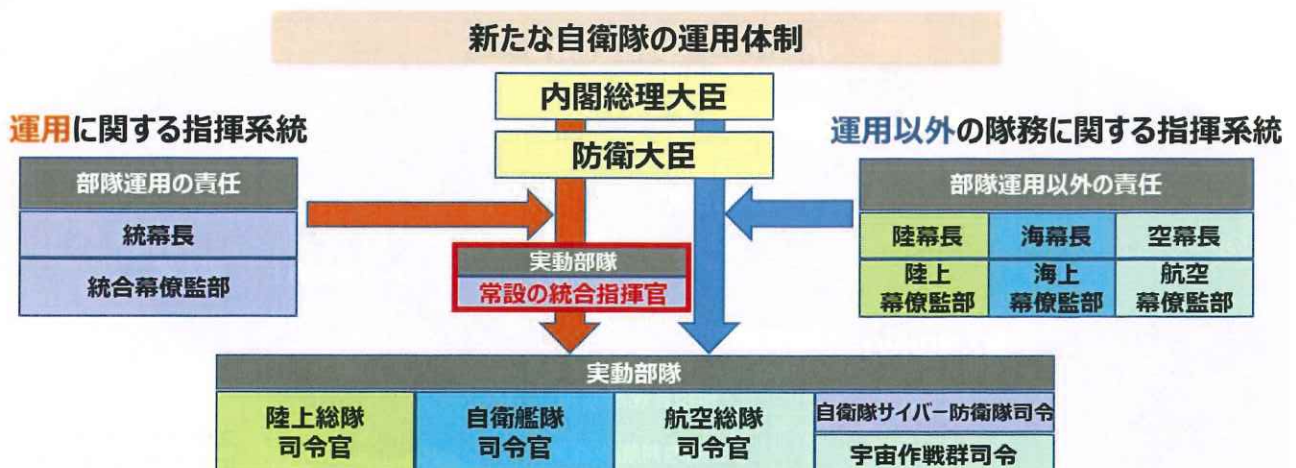 新たな自衛隊の運用体制
内閣総理大臣
防衛大臣
運用に関する指揮系統
部隊運用の責任
統幕長
統合幕僚監部
運用以外の隊務に関する指揮系統
部隊運用以外の責任
陸幕長
海幕長
空幕長
陸上
幕僚監部
海上
幕僚監部
航空
幕僚監部
実動部隊
常設の統合指揮官
実動部隊
陸上総隊
司令官
自衛艦隊
司令官
航空総隊
司令官
自衛隊サイバー防衛隊司令
宇宙作戦群司令